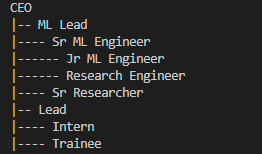 CEO
|-- ML Lead
|---- Sr ML Engineer
|------ Jr ML Engineer
|------ Research Engineer
|---- Sr Researcher
|-- Lead
|---- Intern
|---- Trainee